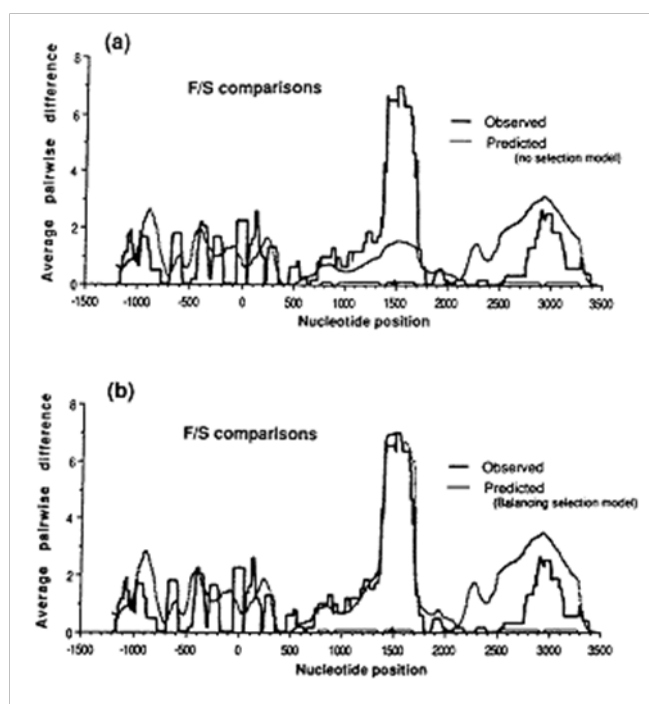 (a)
8
6
4
2
0
Average pairwise difference
F/S comparisons
Observed
Predicted
(no selection model)
-1500 -1000 -500 0 500 1000 1500 2000 2500 3000 3500
Nucleotide position
(b)
8
6
4
2
0
Average pairwise difference
F/S comparisons
Observed
Predicted
(Balancing selection model)
-1500 -1000 -500 0 500 1000 1500 2000 2500 3000 3500
Nucleotide position